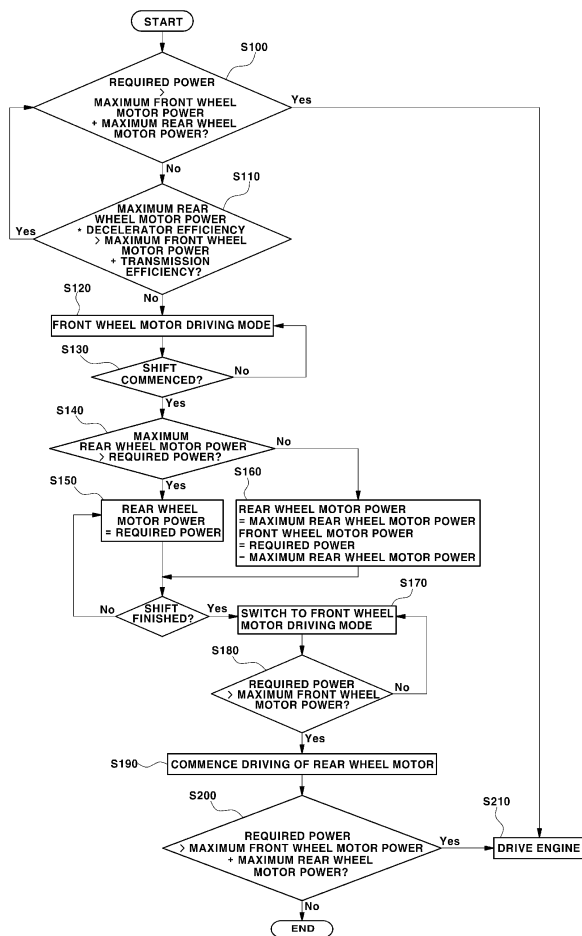 START
S100
REQUIRED POWER
>
MAXIMUM FRONT WHEEL
MOTOR POWER
+ MAXIMUM REAR WHEEL
MOTOR POWER?
Yes
No
S110
MAXIMUM REAR
WHEEL MOTOR POWER
* DECELERATOR EFFICIENCY
> MAXIMUM FRONT WHEEL
MOTOR POWER
+ TRANSMISSION
EFFICIENCY?
Yes
No
S120
FRONT WHEEL MOTOR DRIVING MODE
S130
SHIFT
COMMENCED?
No
Yes
S140
MAXIMUM
REAR WHEEL MOTOR POWER
> REQUIRED POWER?
No
Yes
S150
REAR WHEEL
MOTOR POWER
= REQUIRED POWER
S160
REAR WHEEL MOTOR POWER
= MAXIMUM REAR WHEEL MOTOR POWER
FRONT WHEEL MOTOR POWER
= REQUIRED POWER
− MAXIMUM REAR WHEEL MOTOR POWER
No
SHIFT
FINISHED?
Yes
S170
SWITCH TO FRONT WHEEL
MOTOR DRIVING MODE
S180
REQUIRED POWER
> MAXIMUM FRONT WHEEL
MOTOR POWER?
No
Yes
S190
COMMENCE DRIVING OF REAR WHEEL MOTOR
S200
REQUIRED POWER
> MAXIMUM FRONT WHEEL MOTOR POWER
+ MAXIMUM REAR WHEEL
MOTOR POWER?
Yes
S210
DRIVE ENGINE
No
END